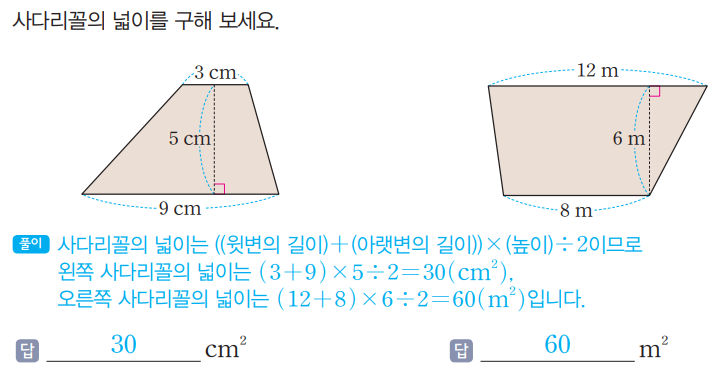 사다리꼴의 넓이를 구해 보세요.
3 cm
5 cm
9 cm
12 m
6 m
8 m
풀이 사다리꼴의 넓이는 ((윗변의 길이)+(아랫변의 길이))×(높이)÷2이므로
왼쪽 사다리꼴의 넓이는 (3+9)×5÷2=30(cm²),
오른쪽 사다리꼴의 넓이는 (12+8)×6÷2=60(m²)입니다.
답 30 cm²
답 60 m²